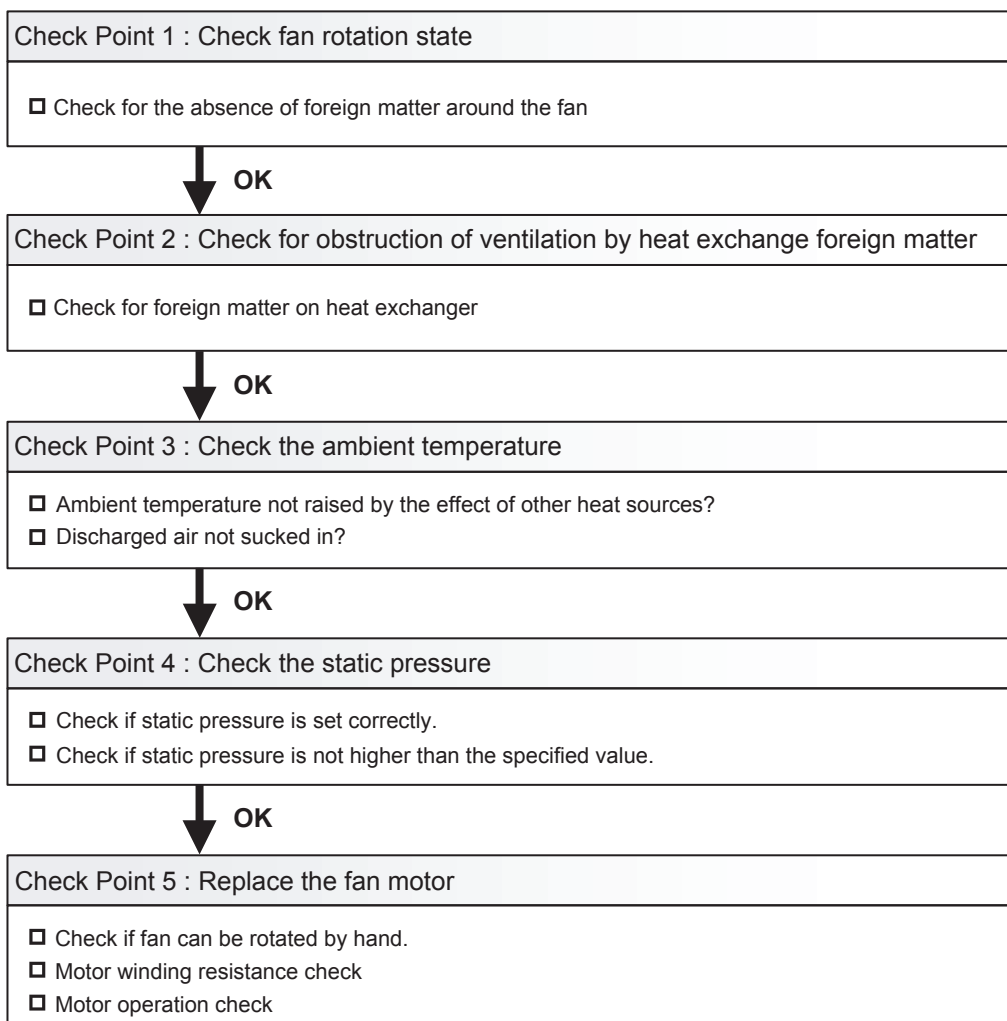 Check Point 1 : Check fan rotation state
Check for the absence of foreign matter around the fan
OK
Check Point 2 : Check for obstruction of ventilation by heat exchange foreign matter
Check for foreign matter on heat exchanger
OK
Check Point 3 : Check the ambient temperature
Ambient temperature not raised by the effect of other heat sources?
Discharged air not sucked in?
OK
Check Point 4 : Check the static pressure
Check if static pressure is set correctly.
Check if static pressure is not higher than the specified value.
OK
Check Point 5 : Replace the fan motor
Check if fan can be rotated by hand.
Motor winding resistance check
Motor operation check